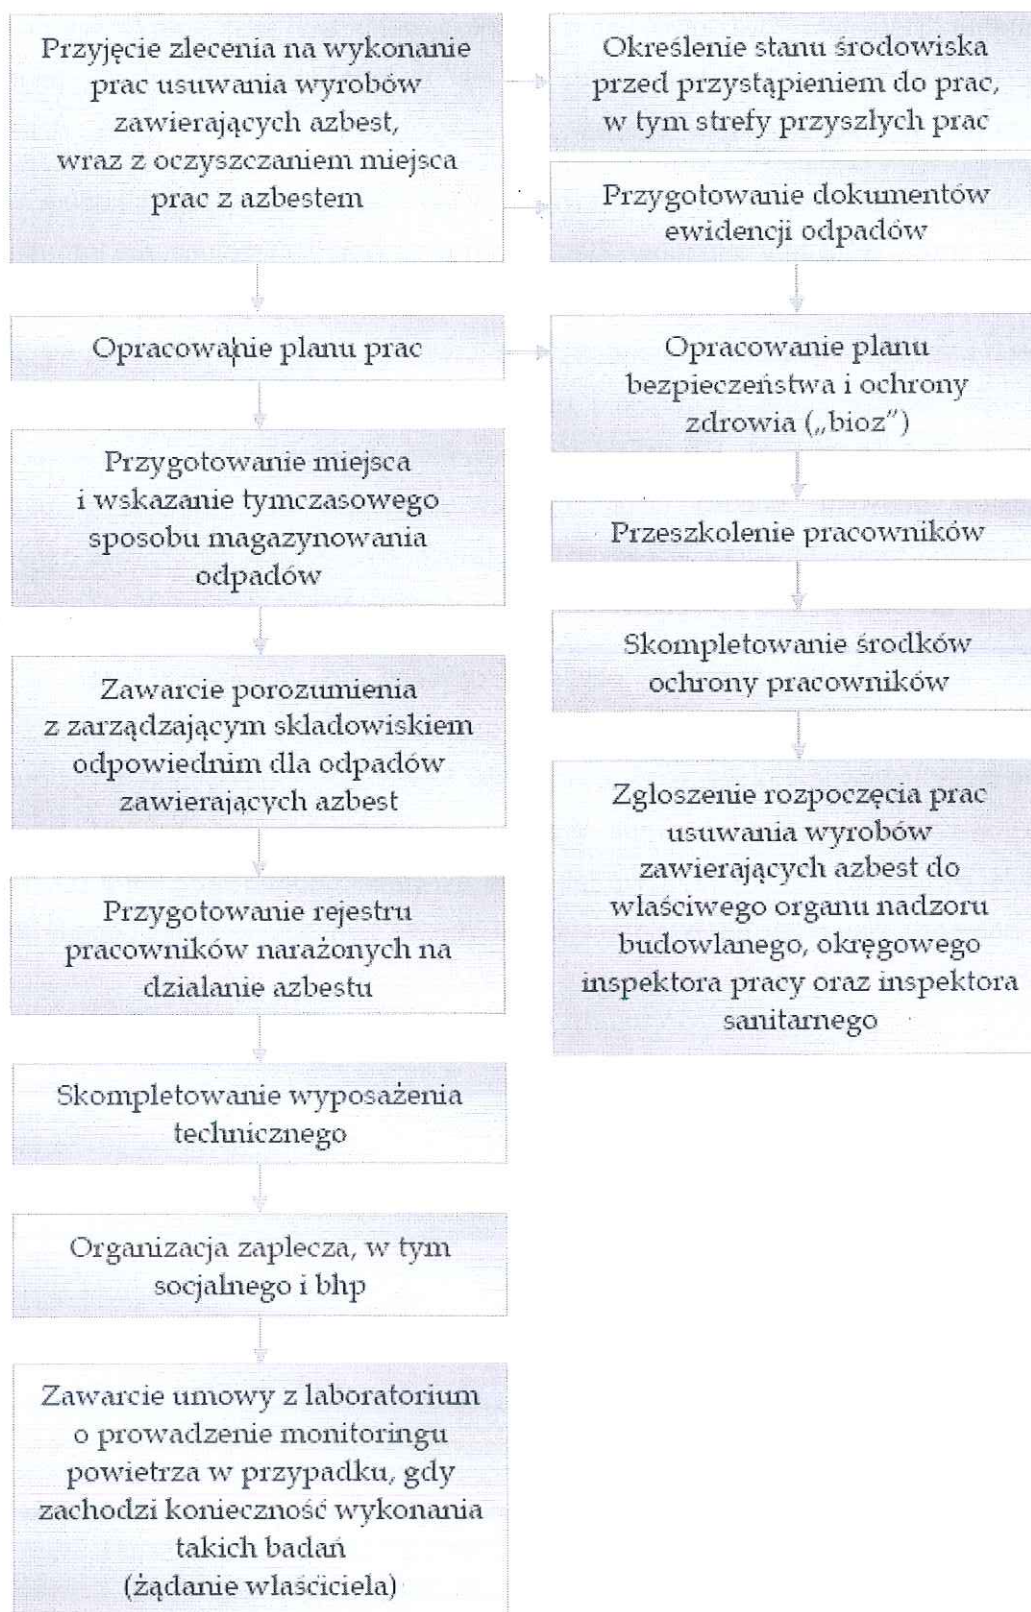 Przyjęcie zlecenia na wykonanie
prac usuwania wyrobów
zawierających azbest,
wraz z oczyszczaniem miejsca
prac z azbestem
Określenie stanu środowiska
przed przystąpieniem do prac,
w tym strefy przyszłych prac
Przygotowanie dokumentów
ewidencji odpadów
Opracowanie planu prac
Opracowanie planu
bezpieczeństwa i ochrony
zdrowia („bioz”)
Przygotowanie miejsca
i wskazanie tymczasowego
sposobu magazynowania
odpadów
Przeszkolenie pracowników
Skompletowanie środków
ochrony pracowników
Zawarcie porozumienia
z zarządzającym składowiskiem
odpowiednim dla odpadów
zawierających azbest
Zgłoszenie rozpoczęcia prac
usuwania wyrobów
zawierających azbest do
właściwego organu nadzoru
budowlanego, okręgowego
inspektora pracy oraz inspektora
sanitarnego
Przygotowanie rejestru
pracowników narażonych na
działanie azbestu
Skompletowanie wyposażenia
technicznego
Organizacja zaplecza, w tym
socjalnego i bhp
Zawarcie umowy z laboratorium
o prowadzenie monitoringu
powietrza w przypadku, gdy
zachodzi konieczność wykonania
takich badań
(żądanie właściciela)